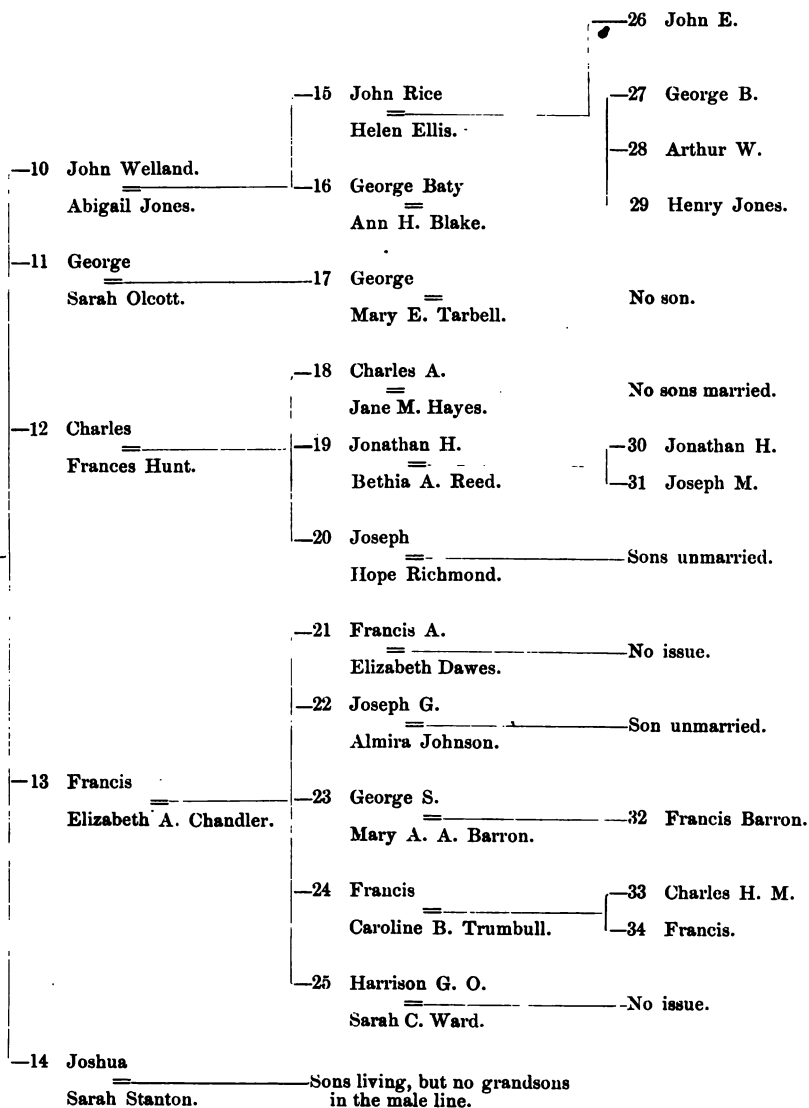 26 John E.
15 John Rice
27 George B.
Helen Ellis.
28 Arthur W.
10 John Welland.
16 George Baty
Abigail Jones.
29 Henry Jones.
Ann H. Blake.
11 George
17 George
Sarah Olcott.
No son.
Mary E. Tarbell.
18 Charles A.
No sons married.
Jane M. Hayes.
12 Charles
19 Jonathan H.
30 Jonathan H.
Frances Hunt.
Bethia A. Reed.
31 Joseph M.
20 Joseph
Sons unmarried.
Hope Richmond.
21 Francis A.
No issue.
Elizabeth Dawes.
22 Joseph G.
Son unmarried.
Almira Johnson.
13 Francis
23 George S.
32 Francis Barron.
Elizabeth A. Chandler.
Mary A. A. Barron.
24 Francis
33 Charles H. M.
Caroline B. Trumbull.
34 Francis.
25 Harrison G. O.
No issue.
Sarah C. Ward.
14 Joshua
Sons living, but no grandsons
Sarah Stanton.
in the male line.